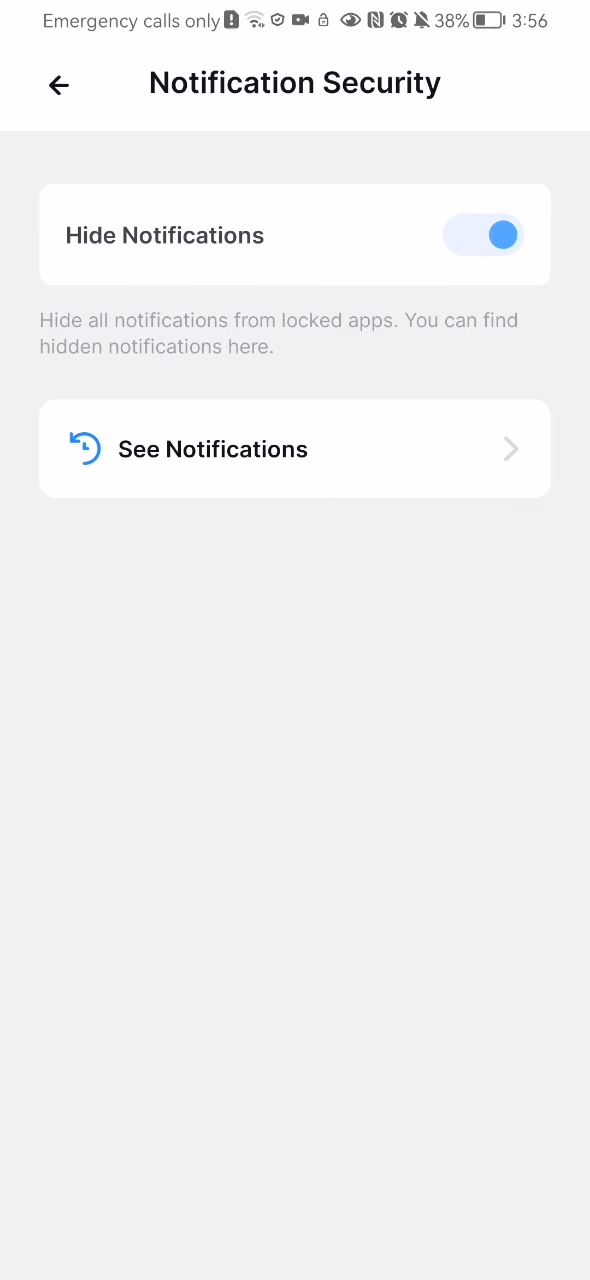 Emergency calls only 38% 3:56
Notification Security
Hide Notifications
Hide all notifications from locked apps. You can find
hidden notifications here.
See Notifications